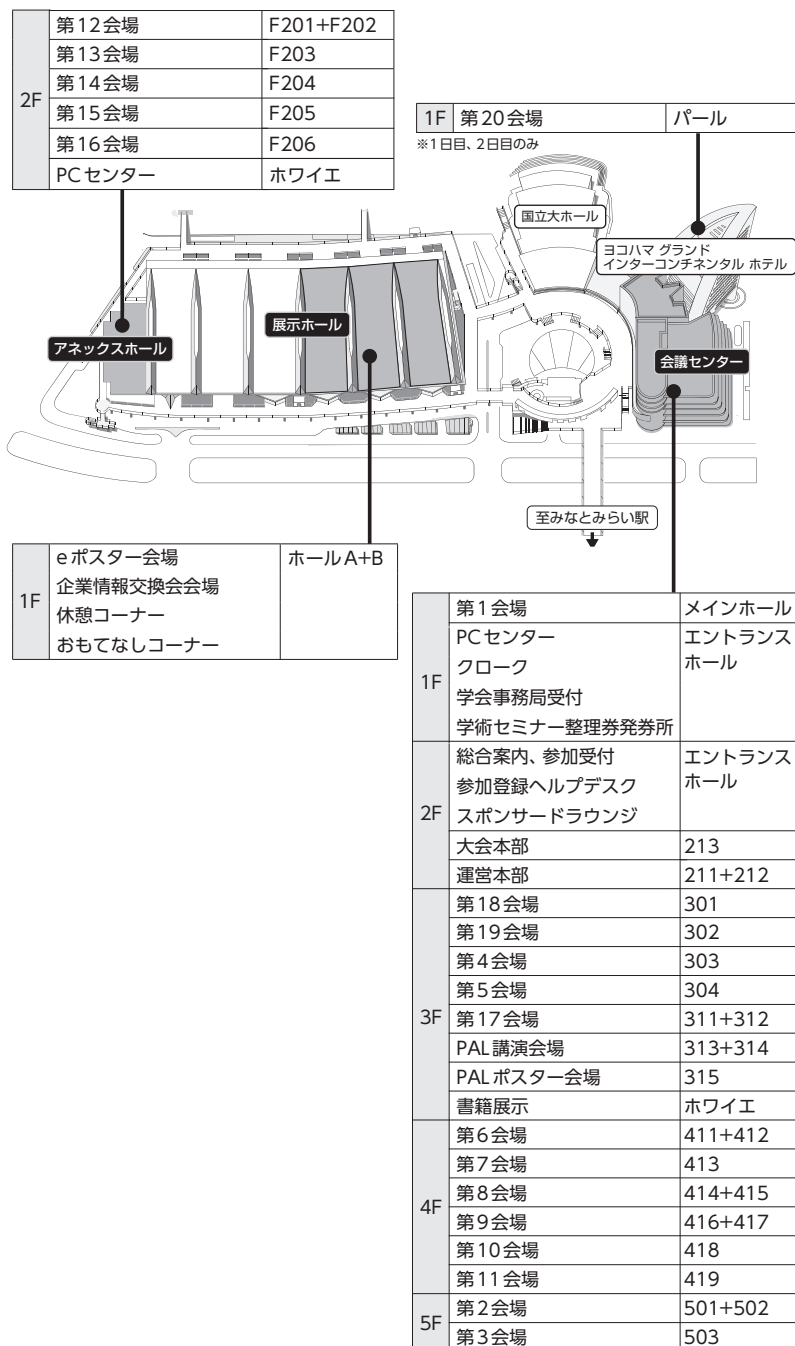 2F
第12会場 F201+F202
第13会場 F203
第14会場 F204
第15会場 F205
第16会場 F206
PCセンター ホワイエ
1F 第20会場 パール
※1日目、2日目のみ
国立大ホール
ヨコハマ グランド
インターコンチネンタル ホテル
展示ホール
アネックスホール
会議センター
至みなとみらい駅
1F
eポスター会場 ホールA+B
企業情報交換会会場
休憩コーナー
おもてなしコーナー
1F
第1会場 メインホール
PCセンター エントランス
クローク ホール
学会事務局受付
学術セミナー整理券発券所
2F
総合案内、参加受付 エントランス
参加登録ヘルプデスク ホール
スポンサードラウンジ
大会本部 213
運営本部 211+212
3F
第18会場 301
第19会場 302
第4会場 303
第5会場 304
第17会場 311+312
PAL講演会場 313+314
PALポスター会場 315
書籍展示 ホワイエ
4F
第6会場 411+412
第7会場 413
第8会場 414+415
第9会場 416+417
第10会場 418
第11会場 419
5F
第2会場 501+502
第3会場 503